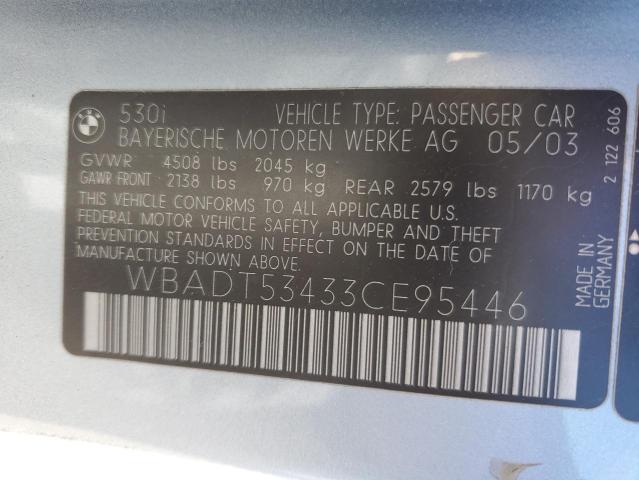 BMW
530i VEHICLE TYPE: PASSENGER CAR
BAYERISCHE MOTOREN WERKE AG 05/03
GVWR 4508 lbs 2045 kg
GAWR FRONT 2138 lbs 970 kg REAR 2579 lbs 1170 kg
THIS VEHICLE CONFORMS TO ALL APPLICABLE U.S.
FEDERAL MOTOR VEHICLE SAFETY, BUMPER AND THEFT
PREVENTION STANDARDS IN EFFECT ON THE DATE OF
MANUFACTURE SHOWN ABOVE.
WBADT53433CE95446
MADE IN
GERMANY
2 122 606